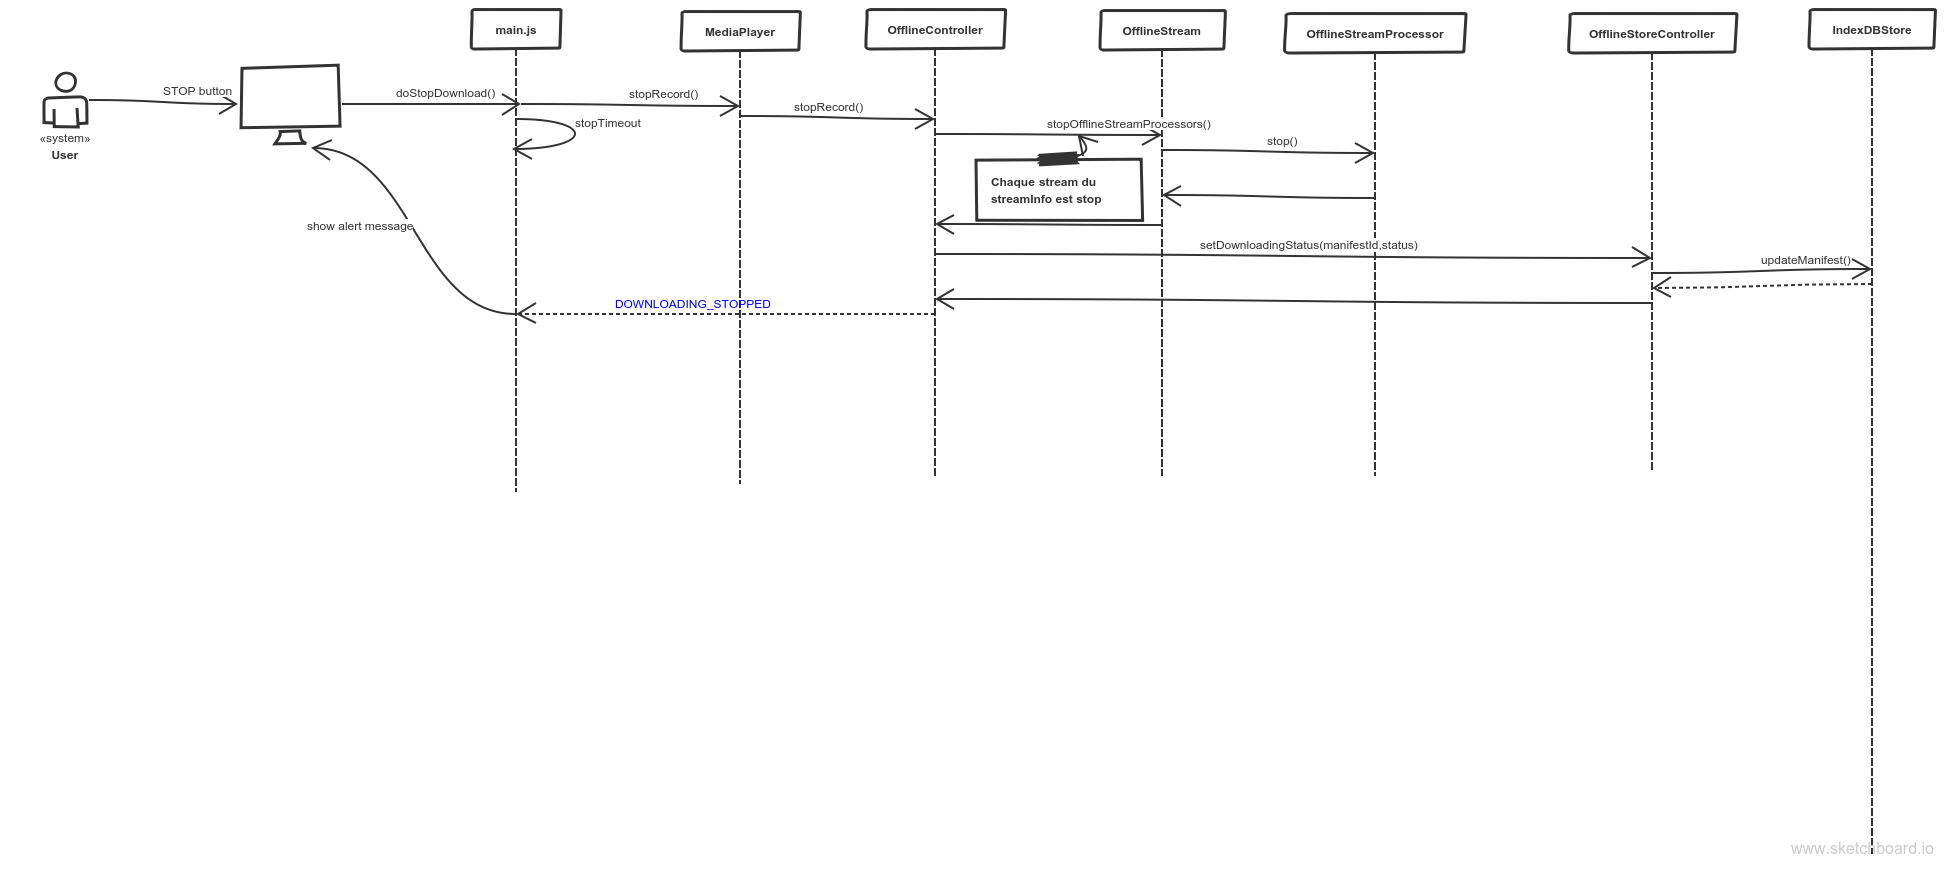 main.js
MediaPlayer
OfflineController
OfflineStream
OfflineStreamProcessor
OfflineStoreController
IndexDBStore
STOP button
doStopDownload()
stopRecord()
stopRecord()
stopTimeout
stopOfflineStreamProcessors()
stop()
«system»
User
Chaque stream du
streamInfo est stop
show alert message
setDownloadingStatus(manifestId,status)
updateManifest()
DOWNLOADING_STOPPED
www.sketchboard.io